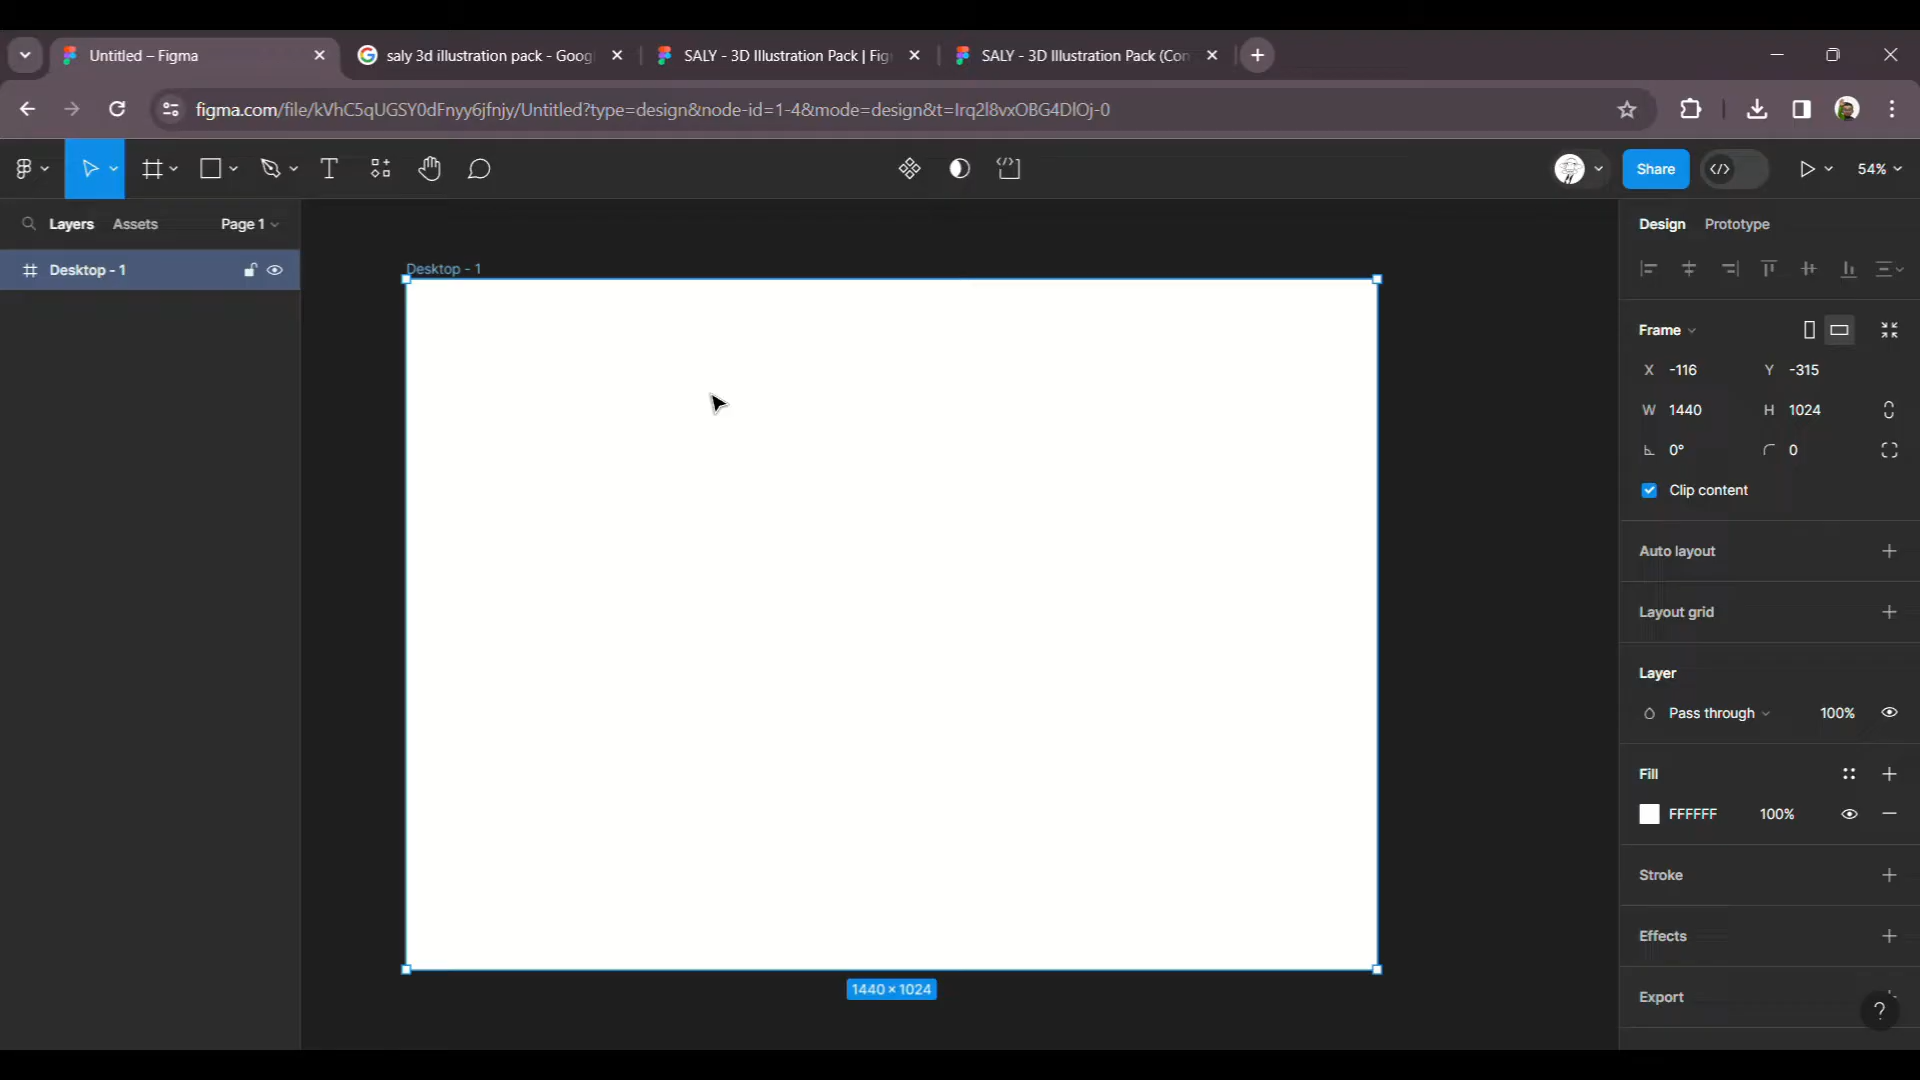 Untitled – Figma
saly 3d illustration pack - Goog
SALY - 3D Illustration Pack | Fig
SALY - 3D Illustration Pack (Con
figma.com/file/kVhC5qUGSY0dFnyy6jfnjy/Untitled?type=design&node-id=1-4&mode=design&t=Irq2l8vxOBG4DlOj-0
Share
54%
Layers
Assets
Page 1
Desktop - 1
Desktop - 1
1440 × 1024
Design
Prototype
Frame
X -116 Y -315
W 1440 H 1024
0° 0
Clip content
Auto layout
Layout grid
Layer
Pass through 100%
Fill
FFFFFF 100%
Stroke
Effects
Export
?